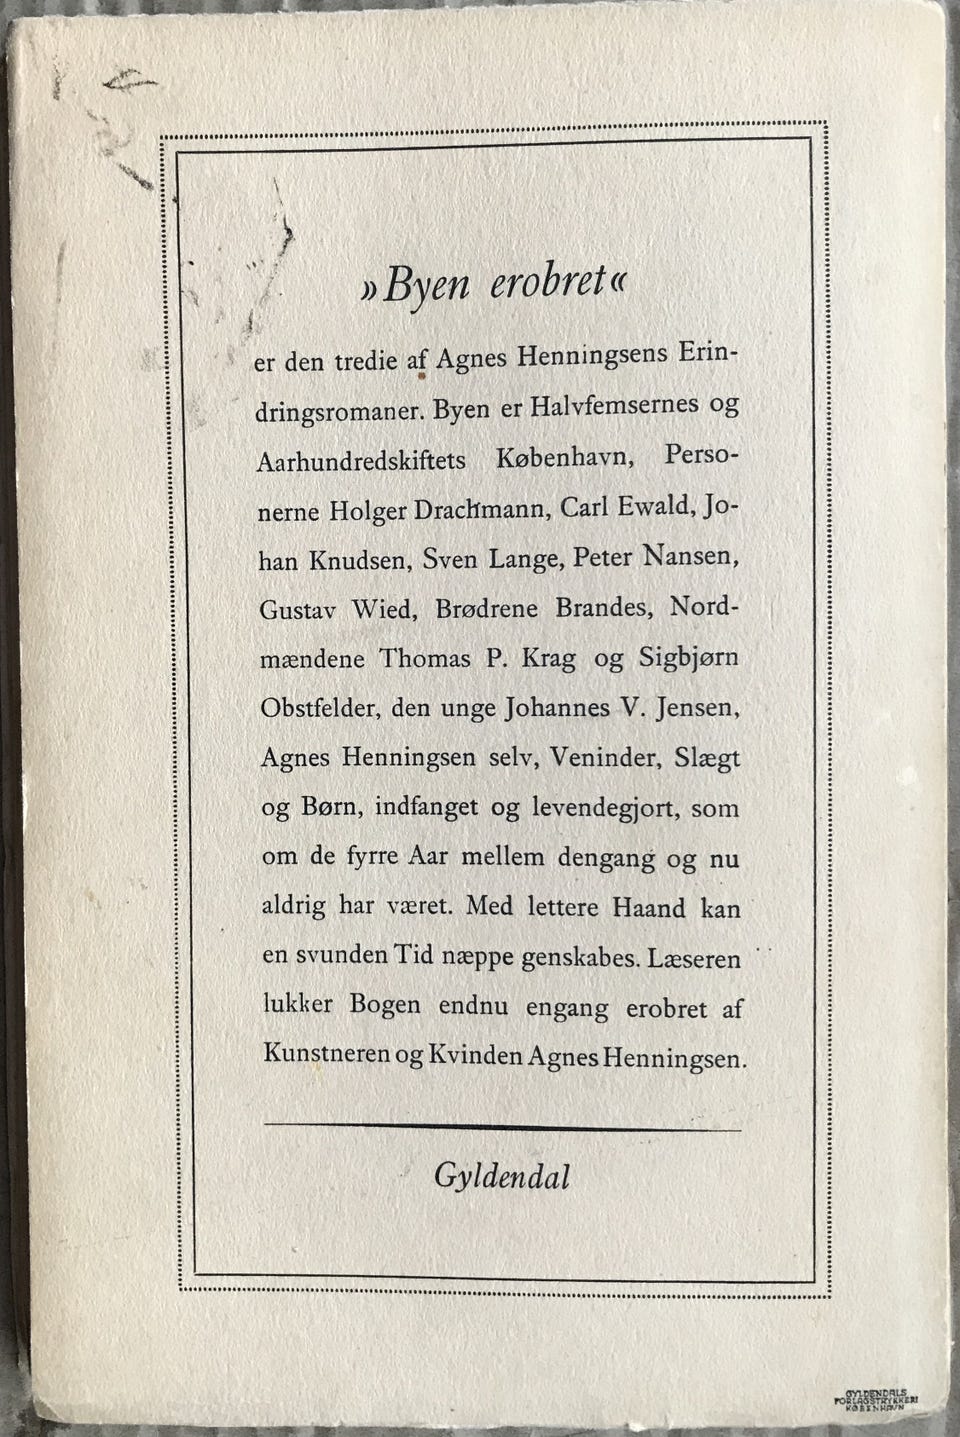 »Byen erobret«
er den tredie af Agnes Henningsens Erin-
dringsromaner. Byen er Halvfemsernes og
Aarhundredskiftets København, Perso-
nerne Holger Drachmann, Carl Ewald, Jo-
han Knudsen, Sven Lange, Peter Nansen,
Gustav Wied, Brødrene Brandes, Nord-
mændene Thomas P. Krag og Sigbjørn
Obstfelder, den unge Johannes V. Jensen,
Agnes Henningsen selv, Veninder, Slægt
og Børn, indfanget og levendegjort, som
om de fyrre Aar mellem dengang og nu
aldrig har været. Med lettere Haand kan
en svunden Tid næppe genskabes. Læseren
lukker Bogen endnu engang erobret af
Kunstneren og Kvinden Agnes Henningsen.
Gyldendal
GYLDENDALS
FORLAGSTRYKKERI
KØBENHAVN